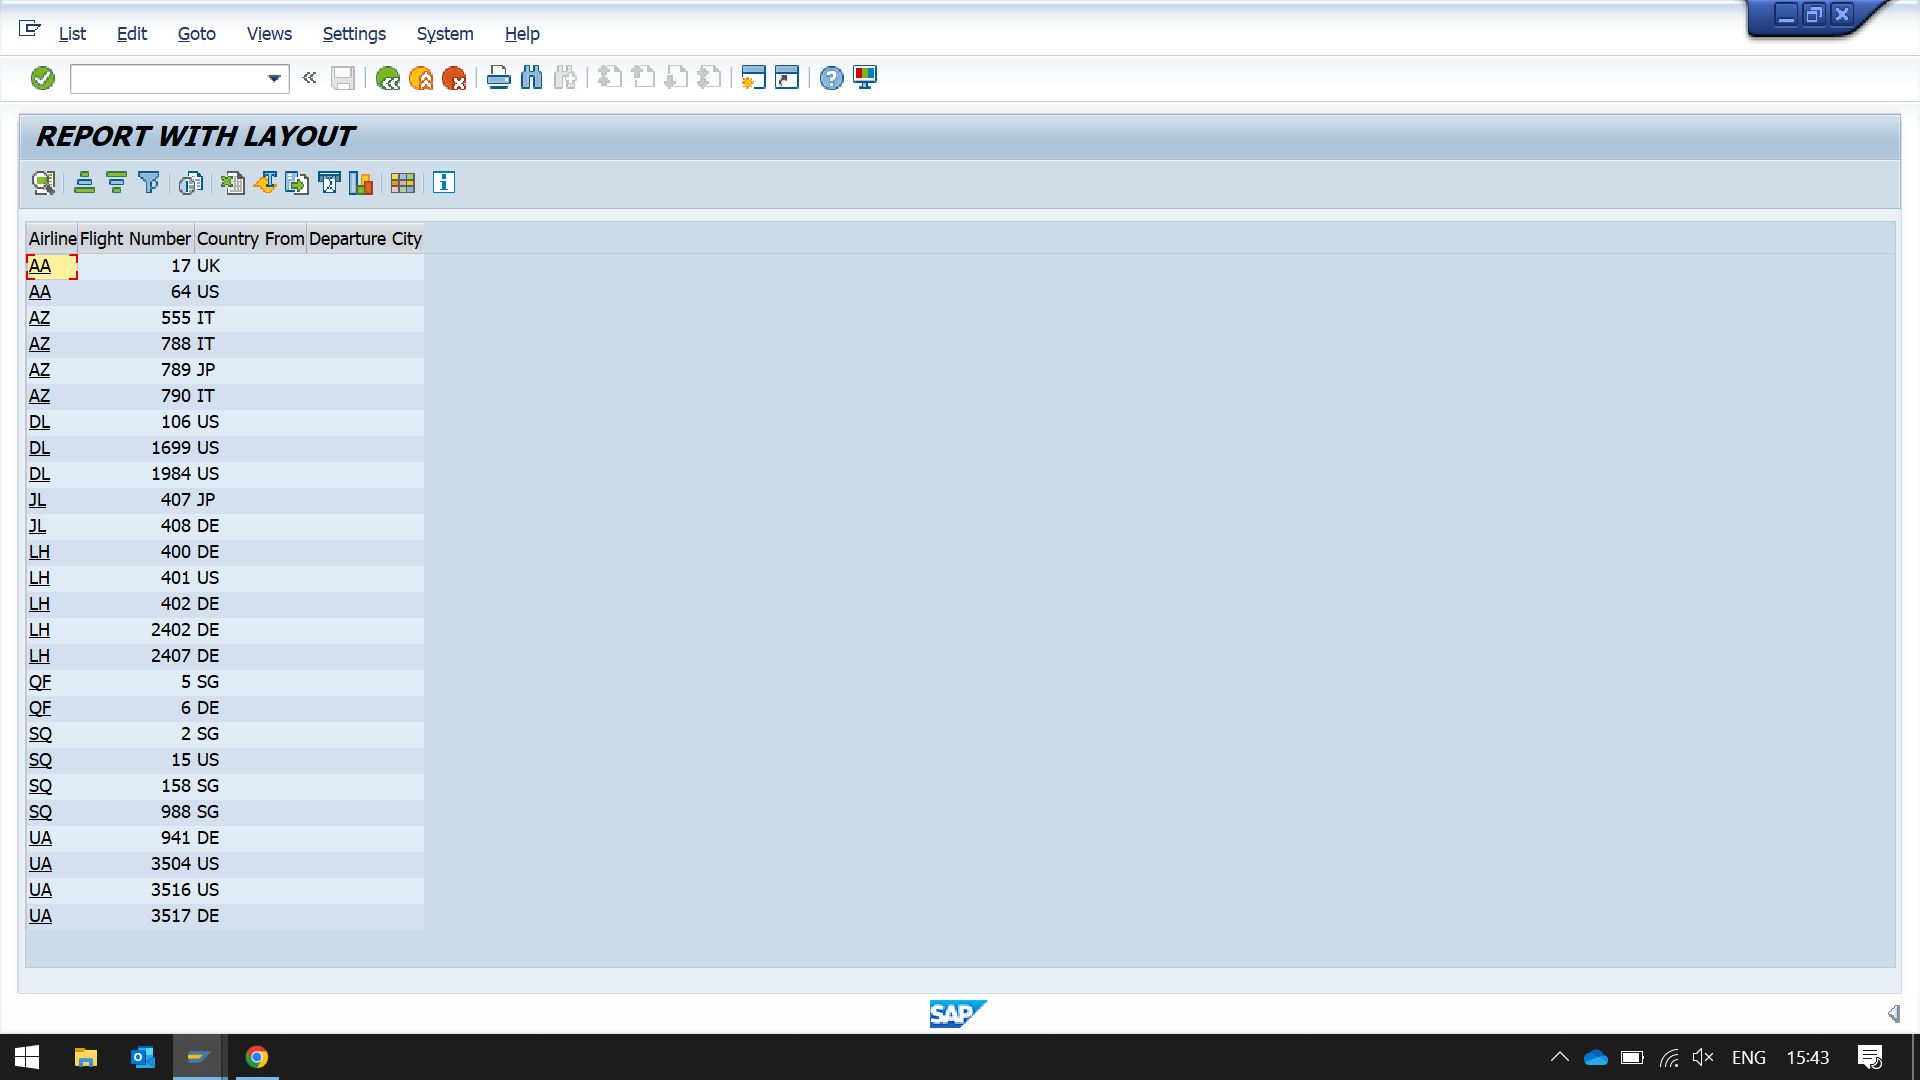 List Edit Goto Views Settings System Help
REPORT WITH LAYOUT
Airline Flight Number Country From Departure City
AA 17 UK
AA 64 US
AZ 555 IT
AZ 788 IT
AZ 789 JP
AZ 790 IT
DL 106 US
DL 1699 US
DL 1984 US
JL 407 JP
JL 408 DE
LH 400 DE
LH 401 US
LH 402 DE
LH 2402 DE
LH 2407 DE
QF 5 SG
QF 6 DE
SQ 2 SG
SQ 15 US
SQ 158 SG
SQ 988 SG
UA 941 DE
UA 3504 US
UA 3516 US
UA 3517 DE
SAP
ENG 15:43